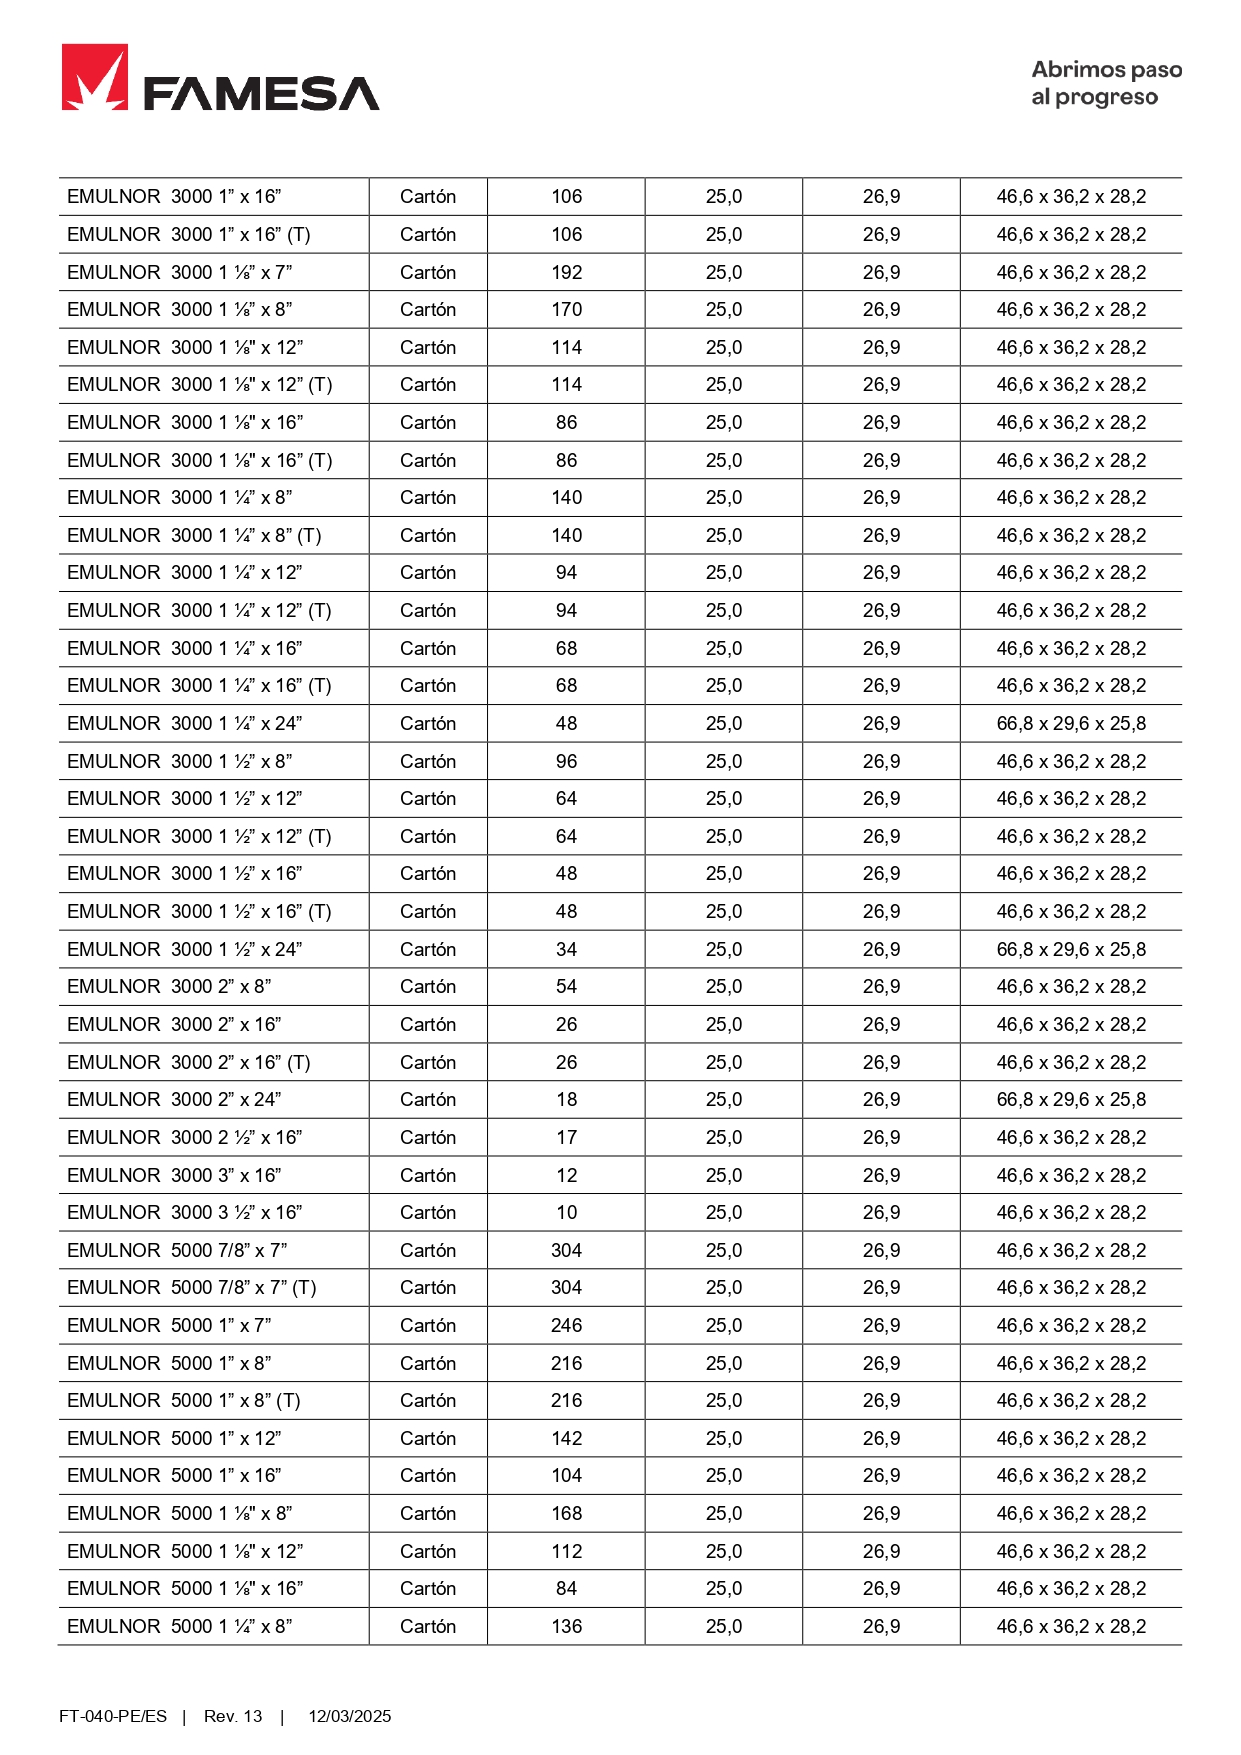 FAMESA
Abrimos paso
al progreso
EMULNOR 3000 1” x 16” Cartón 106 25,0 26,9 46,6 x 36,2 x 28,2
EMULNOR 3000 1” x 16” (T) Cartón 106 25,0 26,9 46,6 x 36,2 x 28,2
EMULNOR 3000 1 ⅛” x 7” Cartón 192 25,0 26,9 46,6 x 36,2 x 28,2
EMULNOR 3000 1 ⅛” x 8” Cartón 170 25,0 26,9 46,6 x 36,2 x 28,2
EMULNOR 3000 1 ⅛" x 12” Cartón 114 25,0 26,9 46,6 x 36,2 x 28,2
EMULNOR 3000 1 ⅛" x 12” (T) Cartón 114 25,0 26,9 46,6 x 36,2 x 28,2
EMULNOR 3000 1 ⅛" x 16” Cartón 86 25,0 26,9 46,6 x 36,2 x 28,2
EMULNOR 3000 1 ⅛" x 16” (T) Cartón 86 25,0 26,9 46,6 x 36,2 x 28,2
EMULNOR 3000 1 ¼” x 8” Cartón 140 25,0 26,9 46,6 x 36,2 x 28,2
EMULNOR 3000 1 ¼” x 8” (T) Cartón 140 25,0 26,9 46,6 x 36,2 x 28,2
EMULNOR 3000 1 ¼” x 12” Cartón 94 25,0 26,9 46,6 x 36,2 x 28,2
EMULNOR 3000 1 ¼” x 12” (T) Cartón 94 25,0 26,9 46,6 x 36,2 x 28,2
EMULNOR 3000 1 ¼” x 16” Cartón 68 25,0 26,9 46,6 x 36,2 x 28,2
EMULNOR 3000 1 ¼” x 16” (T) Cartón 68 25,0 26,9 46,6 x 36,2 x 28,2
EMULNOR 3000 1 ¼” x 24” Cartón 48 25,0 26,9 66,8 x 29,6 x 25,8
EMULNOR 3000 1 ½” x 8” Cartón 96 25,0 26,9 46,6 x 36,2 x 28,2
EMULNOR 3000 1 ½” x 12” Cartón 64 25,0 26,9 46,6 x 36,2 x 28,2
EMULNOR 3000 1 ½” x 12” (T) Cartón 64 25,0 26,9 46,6 x 36,2 x 28,2
EMULNOR 3000 1 ½” x 16” Cartón 48 25,0 26,9 46,6 x 36,2 x 28,2
EMULNOR 3000 1 ½” x 16” (T) Cartón 48 25,0 26,9 46,6 x 36,2 x 28,2
EMULNOR 3000 1 ½” x 24” Cartón 34 25,0 26,9 66,8 x 29,6 x 25,8
EMULNOR 3000 2” x 8” Cartón 54 25,0 26,9 46,6 x 36,2 x 28,2
EMULNOR 3000 2” x 16” Cartón 26 25,0 26,9 46,6 x 36,2 x 28,2
EMULNOR 3000 2” x 16” (T) Cartón 26 25,0 26,9 46,6 x 36,2 x 28,2
EMULNOR 3000 2” x 24” Cartón 18 25,0 26,9 66,8 x 29,6 x 25,8
EMULNOR 3000 2 ½” x 16” Cartón 17 25,0 26,9 46,6 x 36,2 x 28,2
EMULNOR 3000 3” x 16” Cartón 12 25,0 26,9 46,6 x 36,2 x 28,2
EMULNOR 3000 3 ½” x 16” Cartón 10 25,0 26,9 46,6 x 36,2 x 28,2
EMULNOR 5000 7/8” x 7” Cartón 304 25,0 26,9 46,6 x 36,2 x 28,2
EMULNOR 5000 7/8” x 7” (T) Cartón 304 25,0 26,9 46,6 x 36,2 x 28,2
EMULNOR 5000 1” x 7” Cartón 246 25,0 26,9 46,6 x 36,2 x 28,2
EMULNOR 5000 1” x 8” Cartón 216 25,0 26,9 46,6 x 36,2 x 28,2
EMULNOR 5000 1” x 8” (T) Cartón 216 25,0 26,9 46,6 x 36,2 x 28,2
EMULNOR 5000 1” x 12” Cartón 142 25,0 26,9 46,6 x 36,2 x 28,2
EMULNOR 5000 1” x 16” Cartón 104 25,0 26,9 46,6 x 36,2 x 28,2
EMULNOR 5000 1 ⅛" x 8” Cartón 168 25,0 26,9 46,6 x 36,2 x 28,2
EMULNOR 5000 1 ⅛" x 12” Cartón 112 25,0 26,9 46,6 x 36,2 x 28,2
EMULNOR 5000 1 ⅛" x 16” Cartón 84 25,0 26,9 46,6 x 36,2 x 28,2
EMULNOR 5000 1 ¼” x 8” Cartón 136 25,0 26,9 46,6 x 36,2 x 28,2
FT-040-PE/ES | Rev. 13 | 12/03/2025